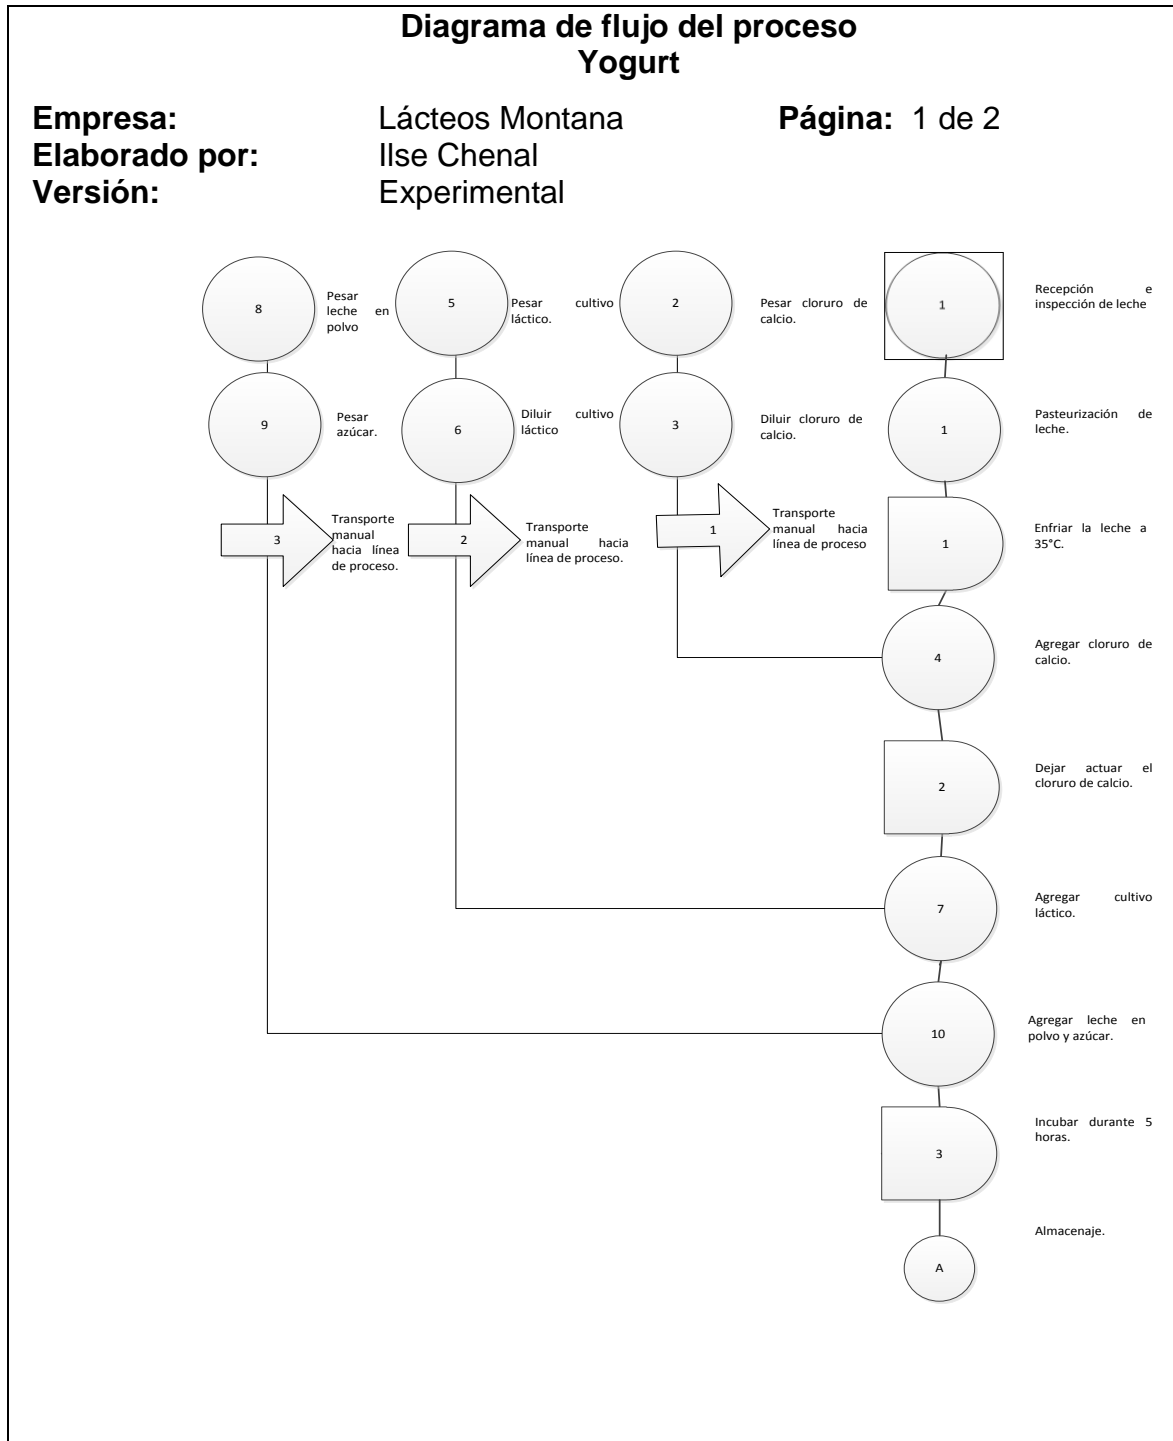 Diagrama de flujo del proceso
Yogurt
Empresa: Lácteos Montana Página: 1 de 2
Elaborado por: Ilse Chenal
Versión: Experimental
8
Pesar
leche en
polvo
5
Pesar cultivo
láctico.
2
Pesar cloruro de
calcio.
1
Recepción e
inspección de leche
9
Pesar
azúcar.
6
Diluir cultivo
láctico
3
Diluir cloruro de
calcio.
1
Pasteurización de
leche.
3
Transporte
manual
hacia línea
de proceso.
2
Transporte
manual hacia
línea de proceso.
1
Transporte
manual hacia
línea de proceso
1
Enfriar la leche a
35°C.
4
Agregar cloruro de
calcio.
2
Dejar actuar el
cloruro de calcio.
7
Agregar cultivo
láctico.
10
Agregar leche en
polvo y azúcar.
3
Incubar durante 5
horas.
Almacenaje.
A